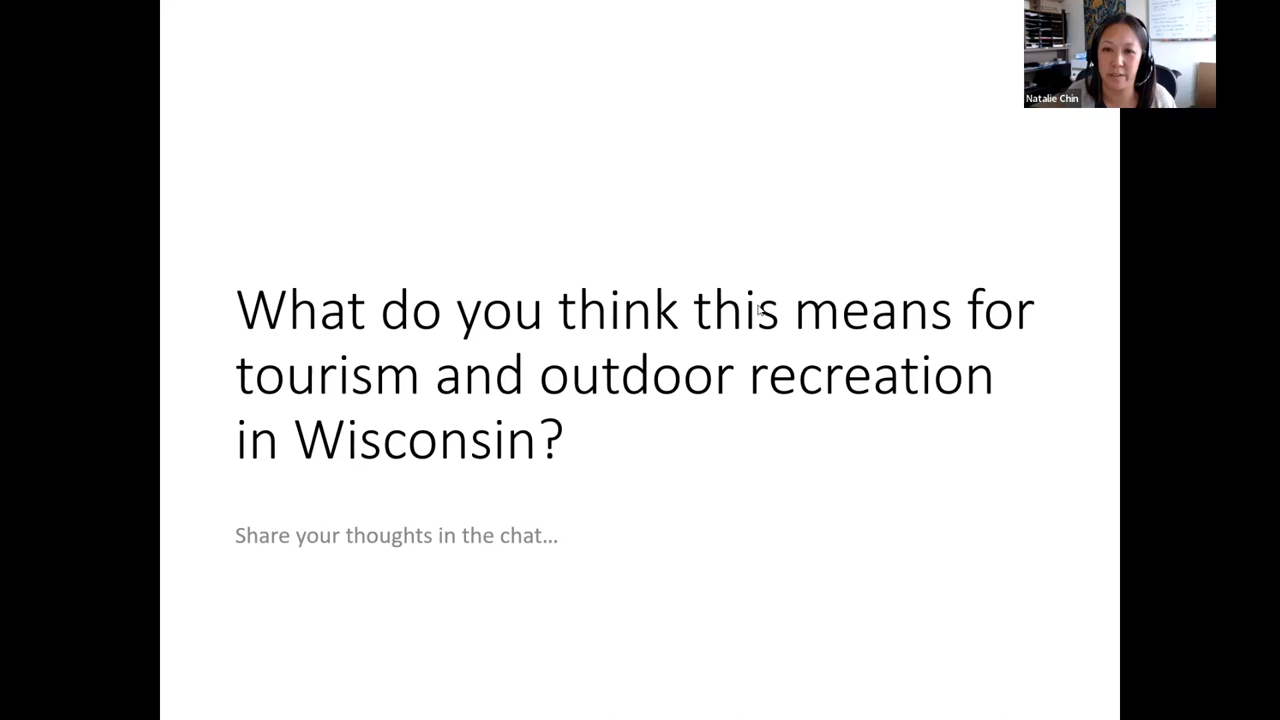 Natalie Chin
What do you think this means for
tourism and outdoor recreation
in Wisconsin?
Share your thoughts in the chat…